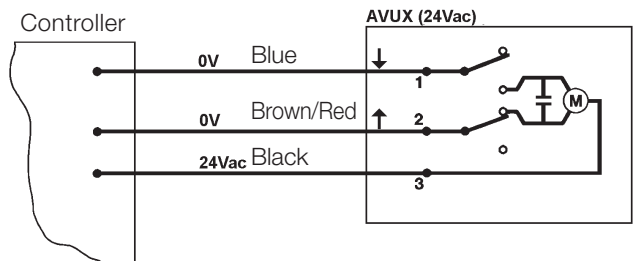 Controller
AVUX (24Vac)
0V Blue
1
0V Brown/Red
2
M
24Vac Black
3